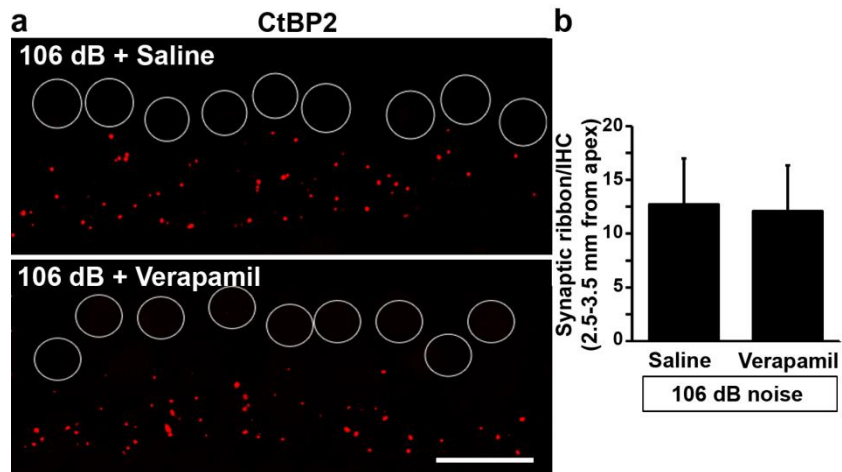 a
CtBP2
106 dB + Saline
106 dB + Verapamil
b
Synaptic ribbon/IHC
(2.5-3.5 mm from apex)
20
15
10
5
0
Saline Verapamil
106 dB noise